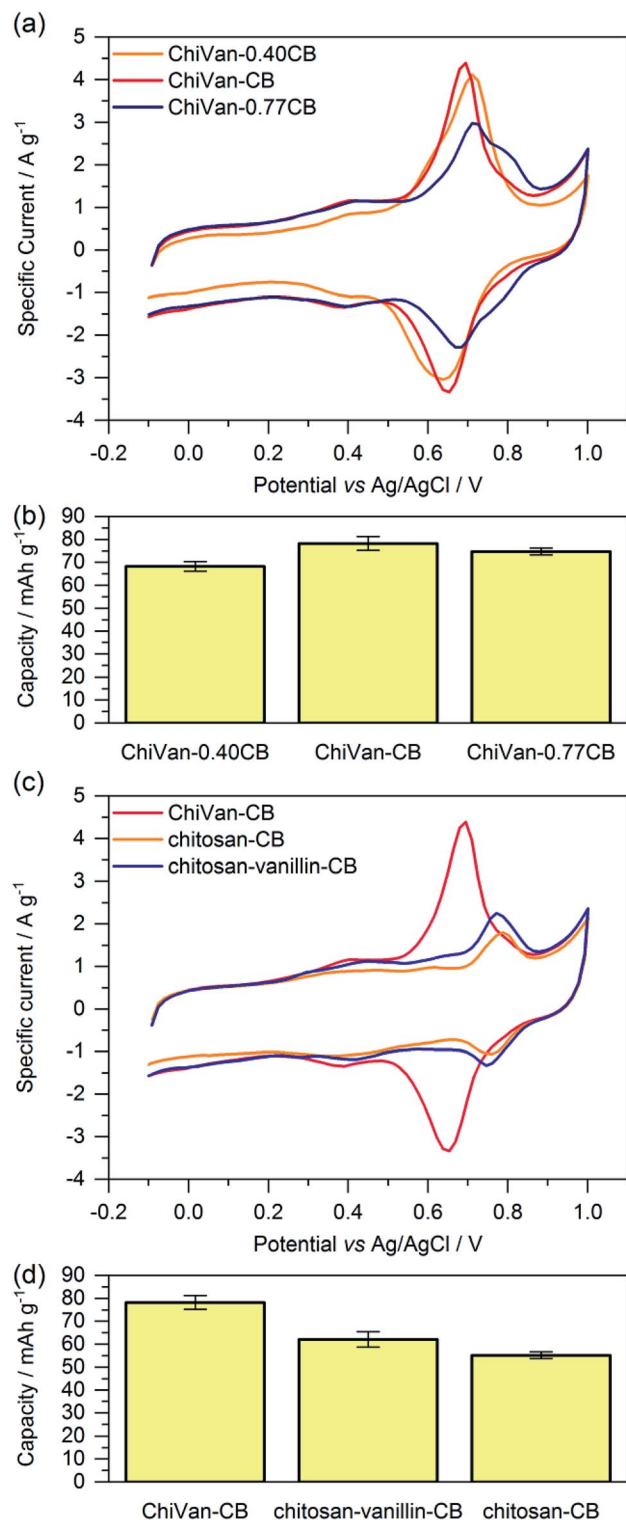 (a)
ChiVan-0.40CB
ChiVan-CB
ChiVan-0.77CB
5
4
3
2
1
0
-1
-2
-3
-4
Specific Current / A g⁻¹
-0.2 0.0 0.2 0.4 0.6 0.8 1.0
Potential vs Ag/AgCl / V
(b)
90
80
70
60
50
40
30
20
10
0
Capacity / mAh g⁻¹
ChiVan-0.40CB ChiVan-CB ChiVan-0.77CB
(c)
ChiVan-CB
chitosan-CB
chitosan-vanillin-CB
5
4
3
2
1
0
-1
-2
-3
-4
Specific current / A g⁻¹
-0.2 0.0 0.2 0.4 0.6 0.8 1.0
Potential vs Ag/AgCl / V
(d)
90
80
70
60
50
40
30
20
10
0
Capacity / mAh g⁻¹
ChiVan-CB chitosan-vanillin-CB chitosan-CB